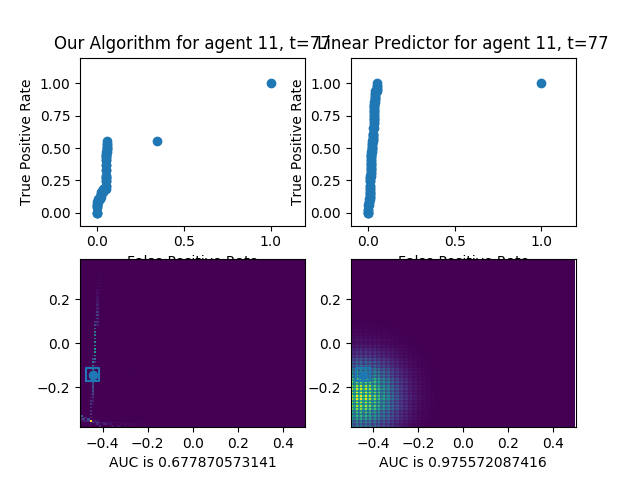 Our Algorithm for agent 11, t=77
Linear Predictor for agent 11, t=77
True Positive Rate
1.00
0.75
0.50
0.25
0.00
0.0 0.5 1.0
False Positive Rate
True Positive Rate
1.00
0.75
0.50
0.25
0.00
0.0 0.5 1.0
False Positive Rate
0.2
0.0
−0.2
−0.4 −0.2 0.0 0.2 0.4
AUC is 0.677870573141
0.2
0.0
−0.2
−0.4 −0.2 0.0 0.2 0.4
AUC is 0.975572087416